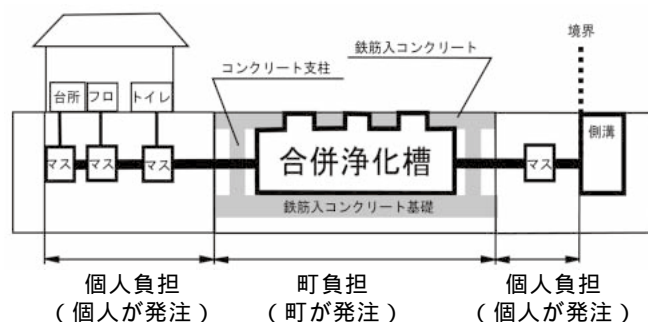 境界
鉄筋入コンクリート
コンクリート支柱
台所
フロ
トイレ
側溝
マス
マス
マス
合併浄化槽
マス
鉄筋入コンクリート基礎
個人負担
(個人が発注)
町負担
(町が発注)
個人負担
(個人が発注)